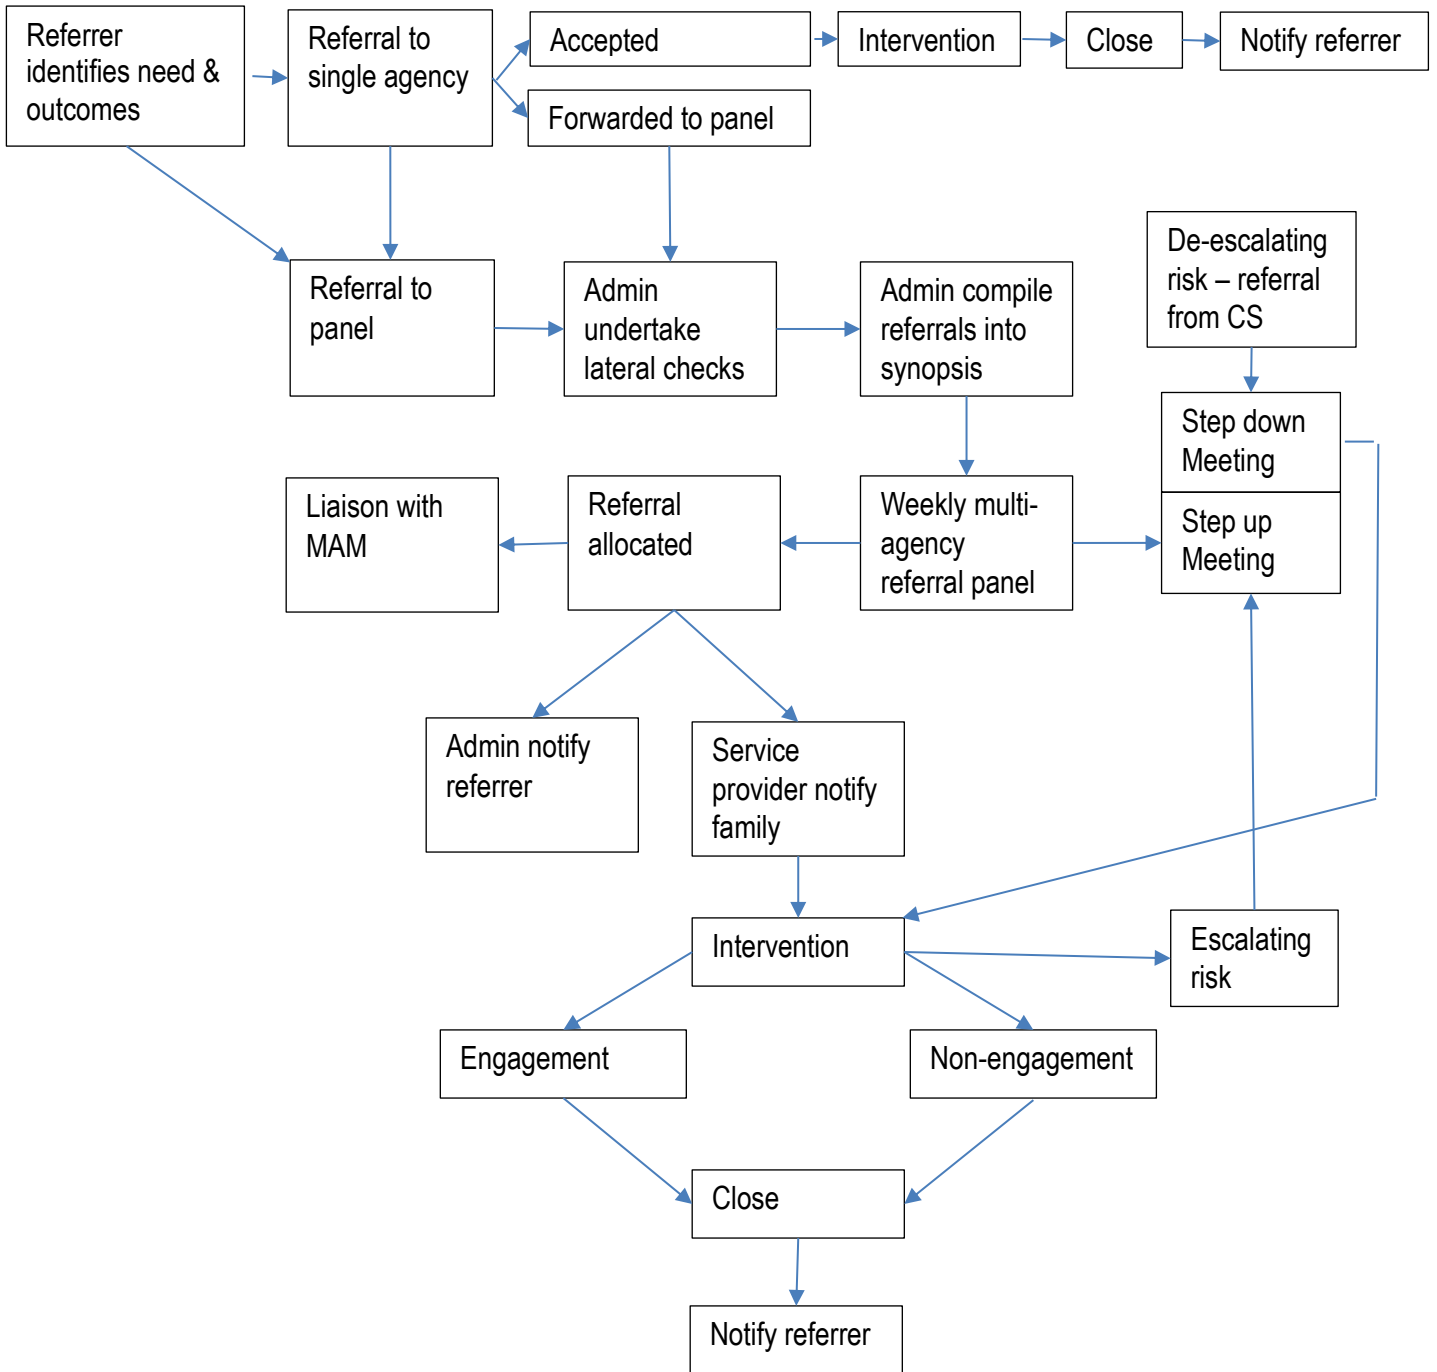 Referrer
identifies need &
outcomes
Referral to
single agency
Accepted
Intervention
Close
Notify referrer
Forwarded to panel
De-escalating
risk – referral
from CS
Referral to
panel
Admin
undertake
lateral checks
Admin compile
referrals into
synopsis
Step down
Meeting
Liaison with
MAM
Referral
allocated
Weekly multi-
agency
referral panel
Step up
Meeting
Admin notify
referrer
Service
provider notify
family
Intervention
Escalating
risk
Engagement
Non-engagement
Close
Notify referrer